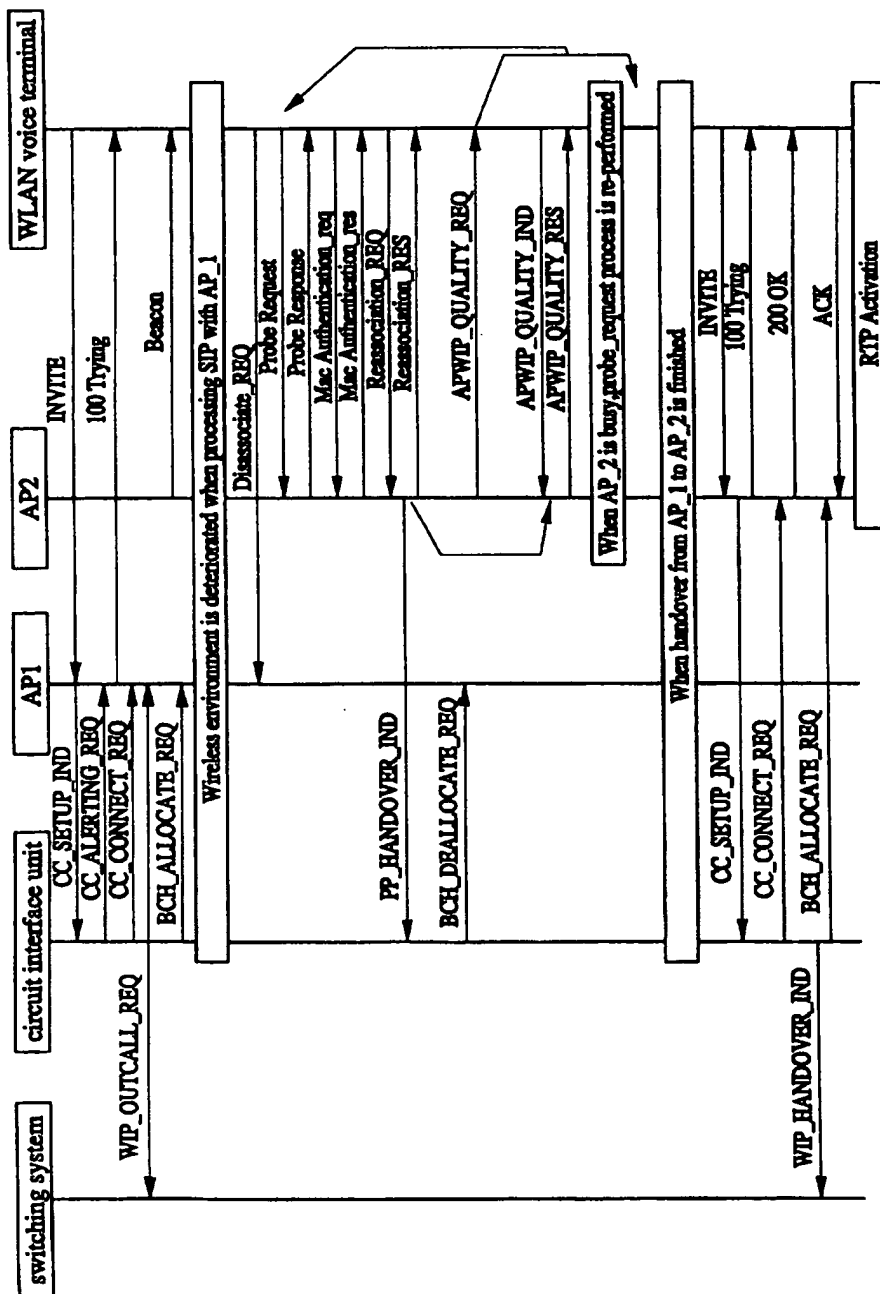 switching system
circuit interface unit
AP1
AP2
WLAN voice terminal
INVITE
CC_SETUP_IND
100 Trying
CC_ALERTING_REQ
CC_CONNECT_REQ
WIP_OUTCALL_REQ
Beacon
BCH_ALLOCATE_REQ
Wireless environment is deteriorated when processing SIP with AP_1
Disassociate_REQ
Probe Request
Probe Response
Mac Authentication_req
Mac Authentication_res
Reassociation_REQ
Reassociation_RES
PP_HANDOVER_IND
BCH_DEALLOCATE_REQ
APWIP_QUALITY_REQ
APWIP_QUALITY_IND
APWIP_QUALITY_RES
When AP_2 is busy,probe_request process is re-performed
When handover from AP_1 to AP_2 is finished
INVITE
CC_SETUP_IND
100 Trying
CC_CONNECT_REQ
200 OK
WIP_HANDOVER_IND
BCH_ALLOCATE_REQ
ACK
RTP Activation